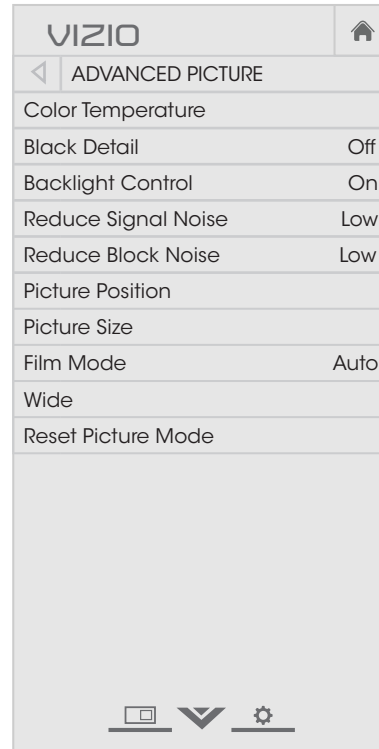 VIZIO
ADVANCED PICTURE
Color Temperature
Black Detail Off
Backlight Control On
Reduce Signal Noise Low
Reduce Block Noise Low
Picture Position
Picture Size
Film Mode Auto
Wide
Reset Picture Mode